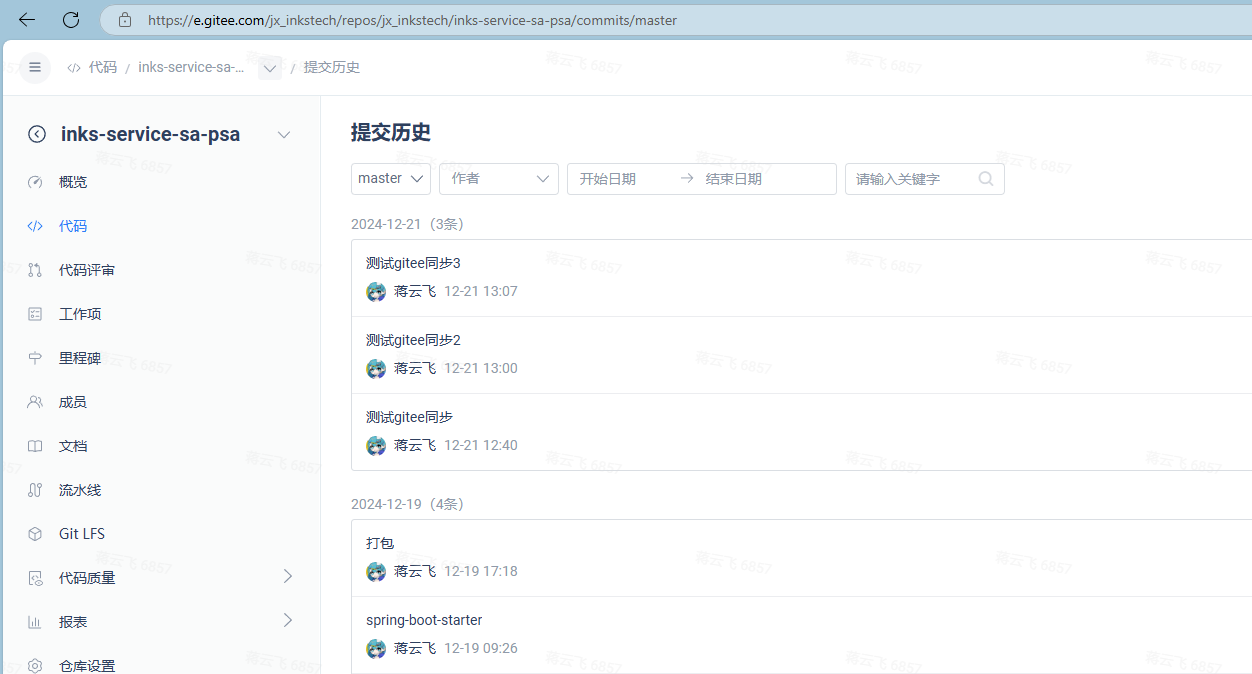 https://e.gitee.com/jx_inkstech/repos/jx_inkstech/inks-service-sa-psa/commits/master
代码 / inks-service-sa-... / 提交历史
inks-service-sa-psa
概览
代码
代码评审
工作项
里程碑
成员
文档
流水线
Git LFS
代码质量
报表
仓库设置
提交历史
master 作者 开始日期 → 结束日期 请输入关键字
2024-12-21（3条）
测试gitee同步3
蒋云飞 12-21 13:07
测试gitee同步2
蒋云飞 12-21 13:00
测试gitee同步
蒋云飞 12-21 12:40
2024-12-19（4条）
打包
蒋云飞 12-19 17:18
spring-boot-starter
蒋云飞 12-19 09:26
蒋云飞 6857